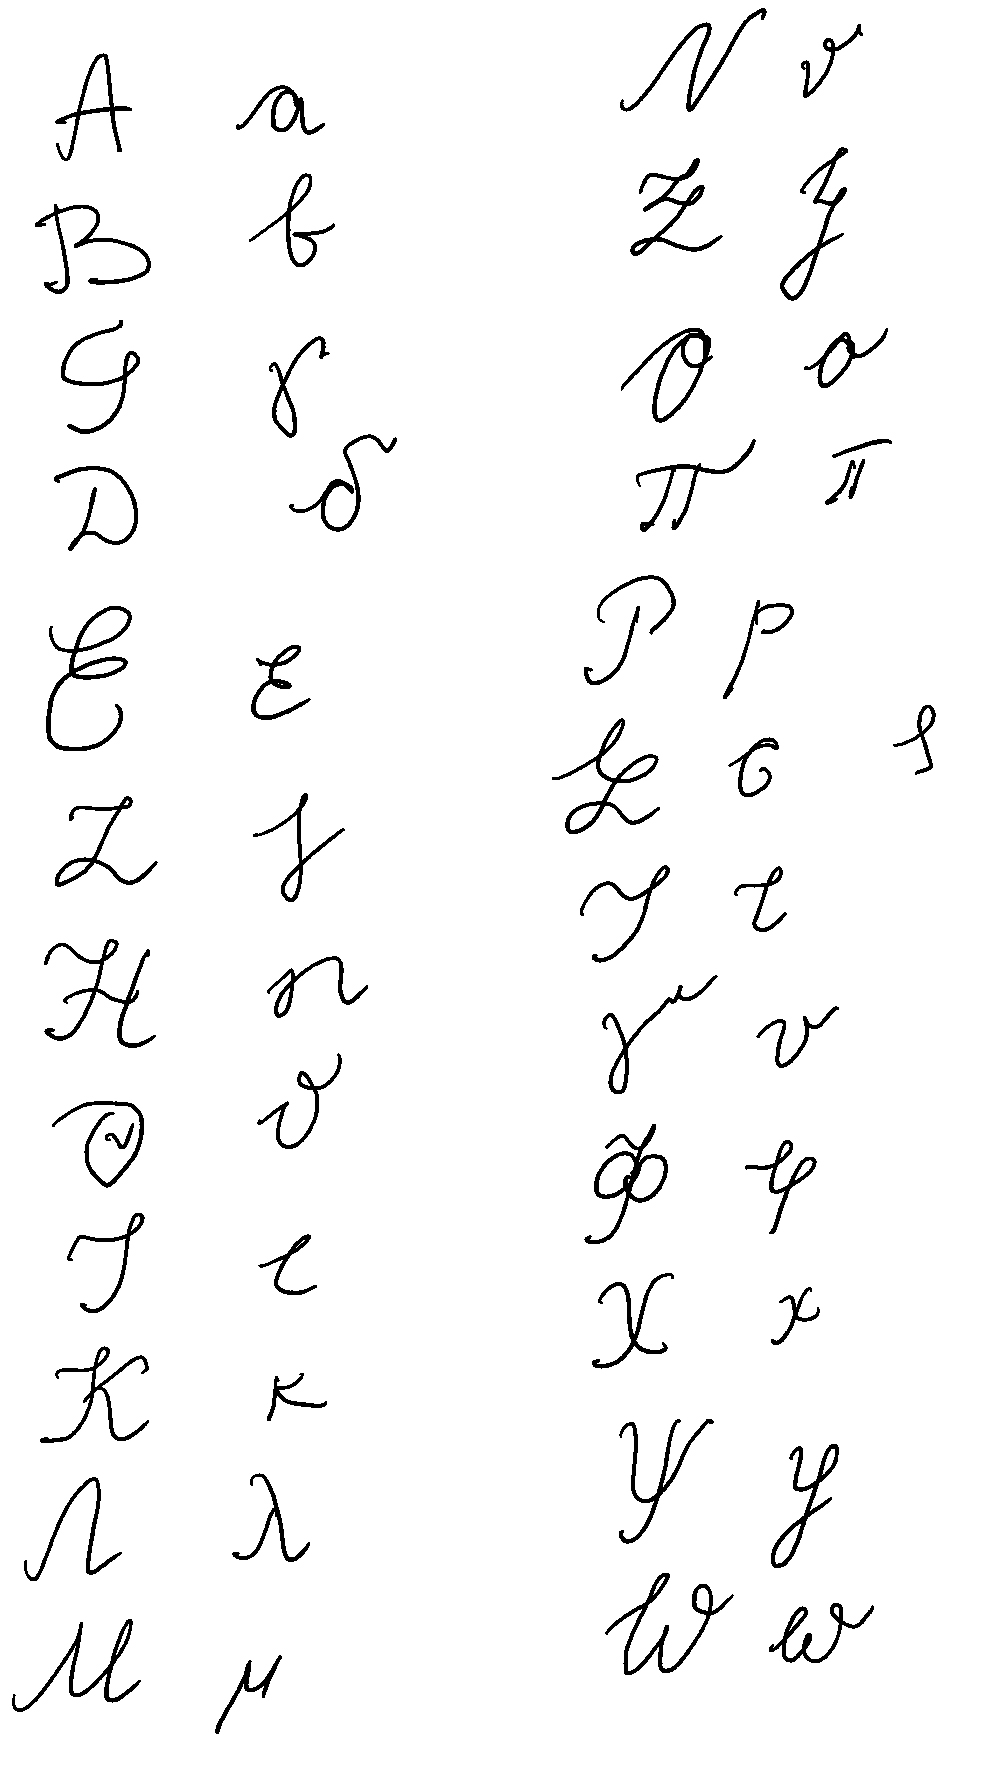 Α α
Β β
Γ γ
Δ δ
Ε ε
Ζ ζ
Η η
Θ θ
Ι ι
Κ κ
Λ λ
Μ μ
Ν ν
Ξ ξ
Ο ο
Π π
Ρ ρ
Σ σ ς
Τ τ
Υ υ
Φ φ
Χ χ
Ψ ψ
Ω ω